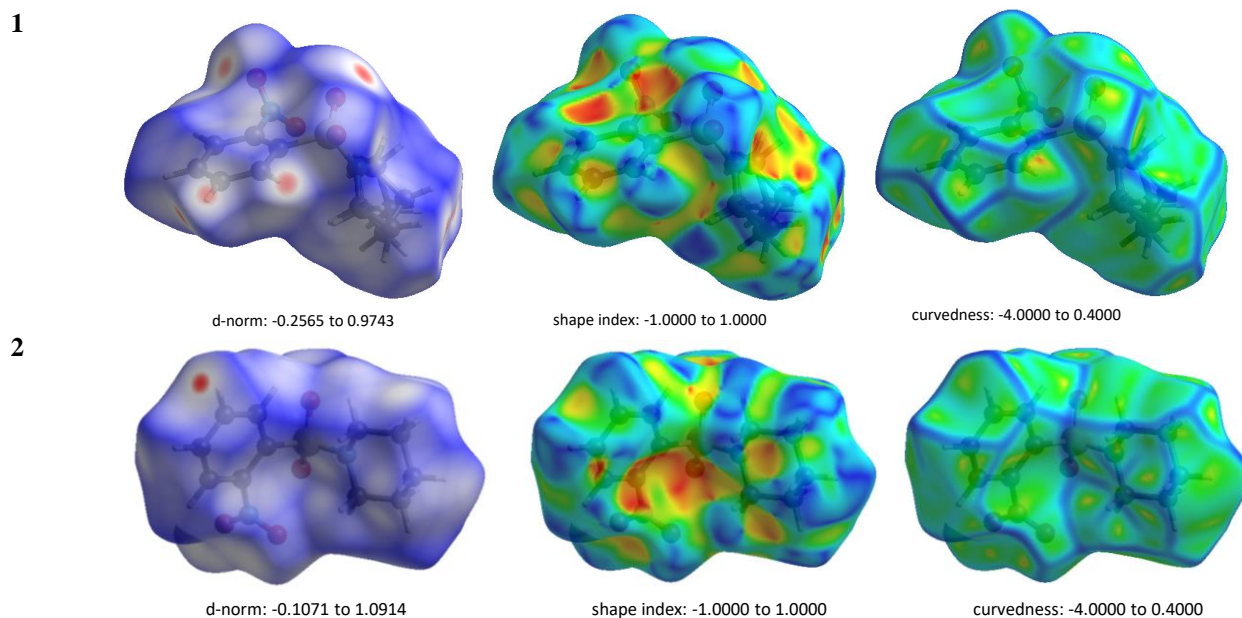 1
d-norm: -0.2565 to 0.9743 shape index: -1.0000 to 1.0000 curvedness: -4.0000 to 0.4000
2
d-norm: -0.1071 to 1.0914 shape index: -1.0000 to 1.0000 curvedness: -4.0000 to 0.4000